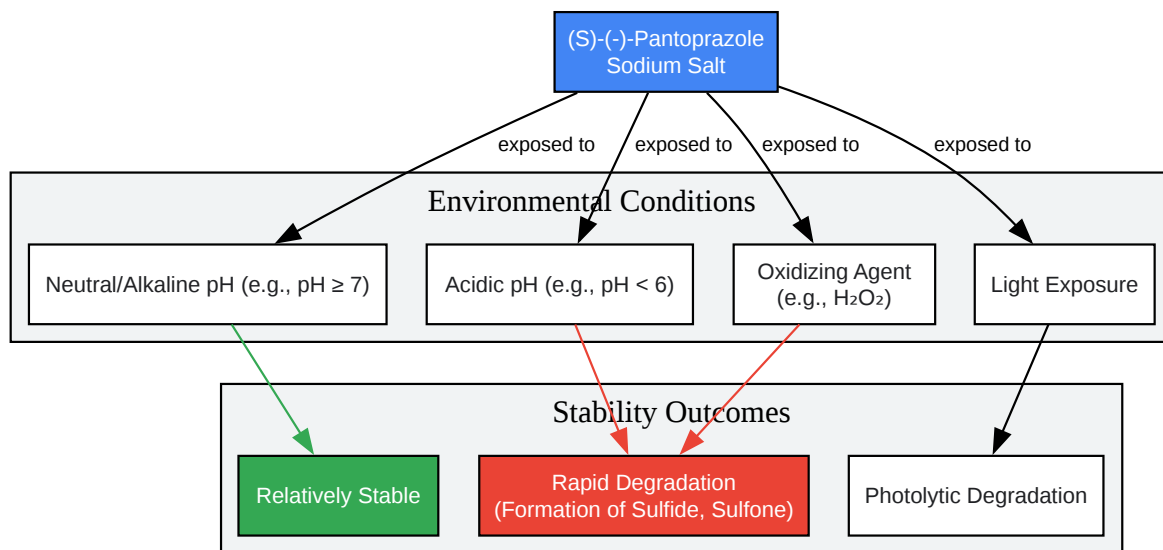 (S)-(-)-Pantoprazole
Sodium Salt
exposed to
exposed to
exposed to
exposed to
Environmental Conditions
Neutral/Alkaline pH (e.g., pH ≥ 7)
Acidic pH (e.g., pH < 6)
Oxidizing Agent
(e.g., H₂O₂)
Light Exposure
Stability Outcomes
Relatively Stable
Rapid Degradation
(Formation of Sulfide, Sulfone)
Photolytic Degradation